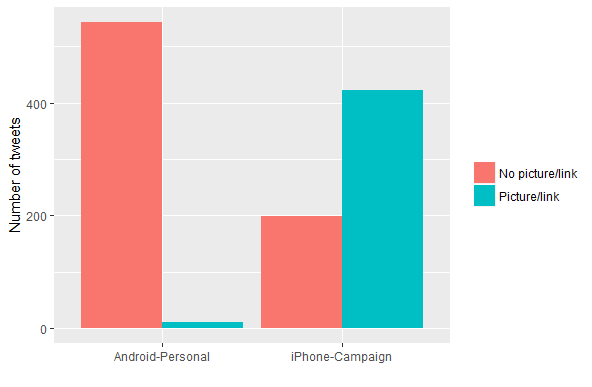 Number of tweets
400
200
0
Android-Personal
iPhone-Campaign
No picture/link
Picture/link